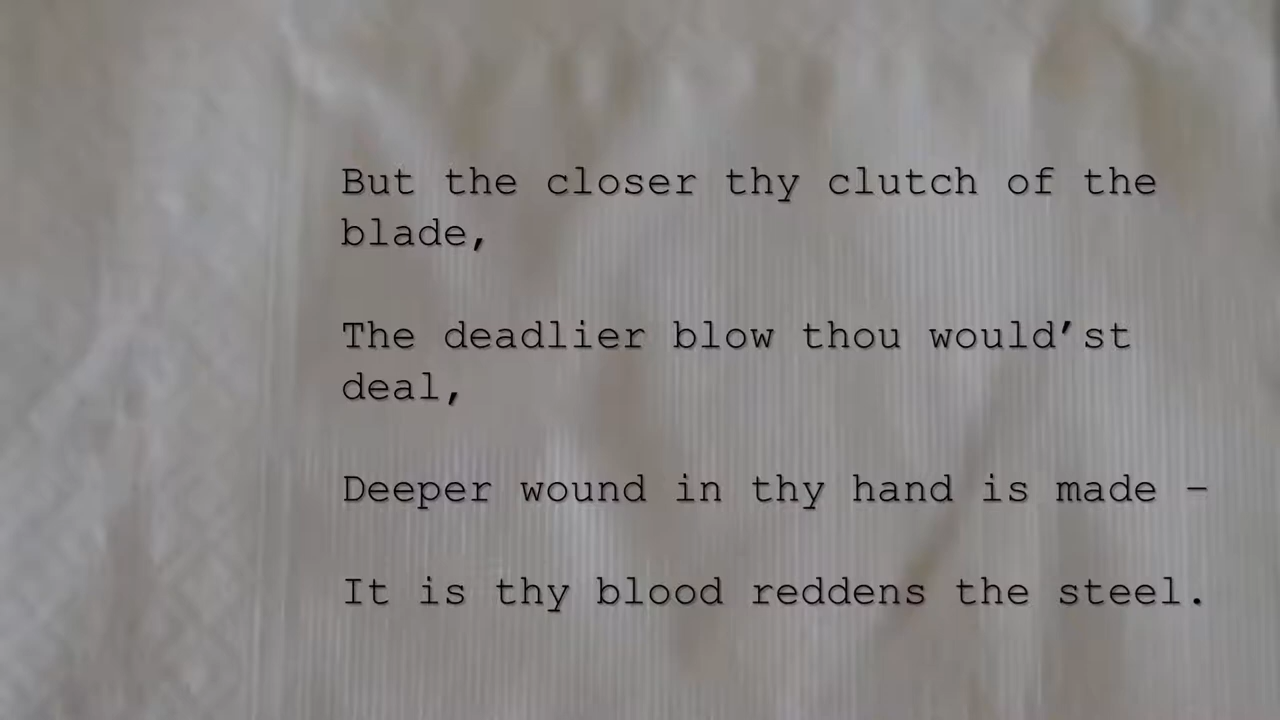 But the closer thy clutch of the
blade,
The deadlier blow thou would’st
deal,
Deeper wound in thy hand is made –
It is thy blood reddens the steel.